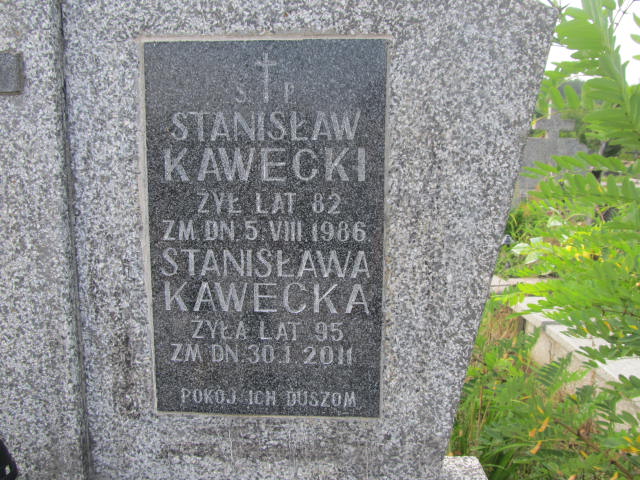 Ś. P.
STANISŁAW
KAWECKI
ŻYŁ LAT 82
ZM. DN. 5. VIII 1986
STANISŁAWA
KAWECKA
ŻYŁA LAT 95
ZM. DN. 30. I. 2011
POKÓJ ICH DUSZOM